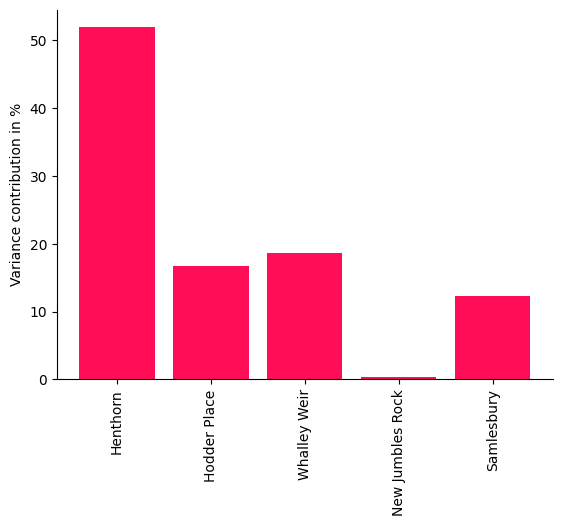 Variance contribution in %
50
40
30
20
10
0
Henthorn
Hodder Place
Whalley Weir
New Jumbles Rock
Samlesbury